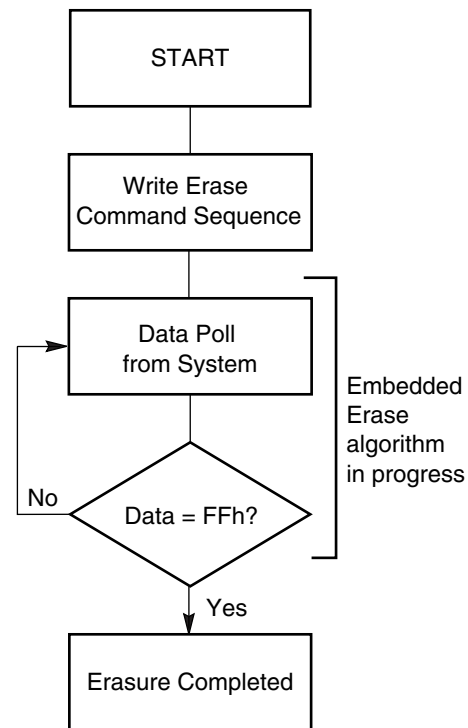 START
Write Erase
Command Sequence
Data Poll
from System
Embedded
Erase
algorithm
in progress
No
Data = FFh?
Yes
Erasure Completed